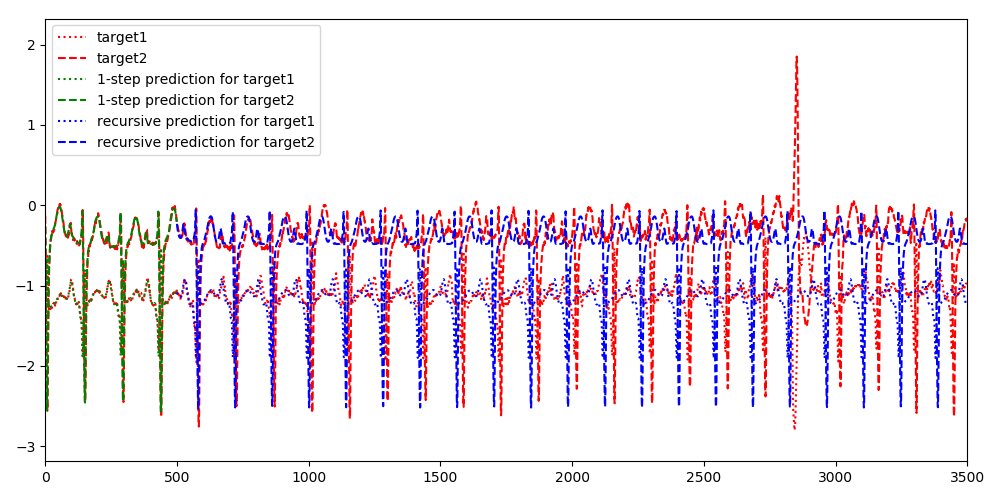 target1
target2
1-step prediction for target1
1-step prediction for target2
recursive prediction for target1
recursive prediction for target2
2
1
0
−1
−2
−3
0 500 1000 1500 2000 2500 3000 3500